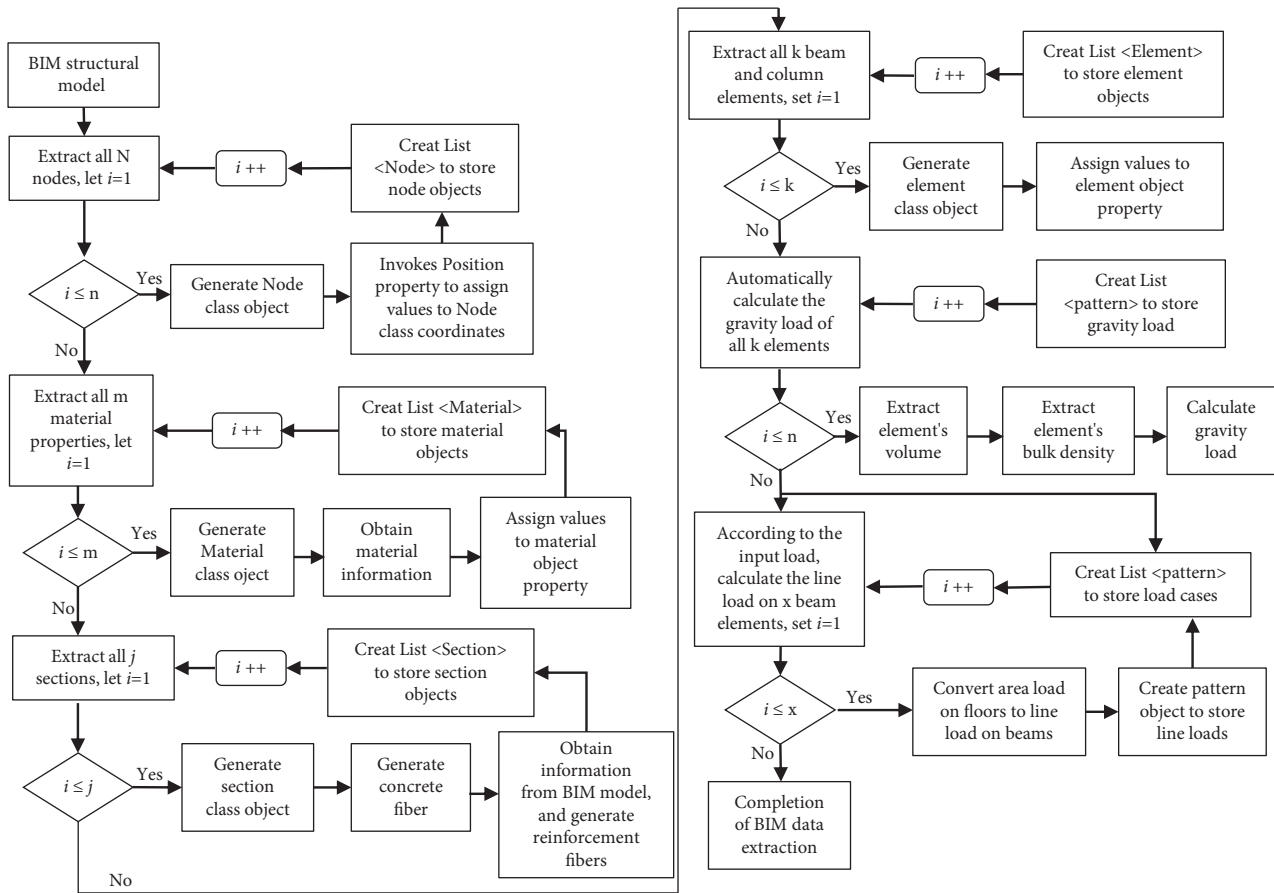 BIM structural
model
Extract all N
nodes, let i=1
i ++
Creat List
<Node> to store
node objects
i ≤ n
Yes
No
Generate Node
class object
Invokes Position
property to assign
values to Node
class coordinates
Extract all m
material
properties, let
i=1
i ++
Creat List <Material>
to store material
objects
i ≤ m
Yes
No
Generate
Material
class oject
Obtain
material
information
Assign values
to material
object
property
Extract all j
sections, let i=1
i ++
Creat List <Section>
to store section
objects
i ≤ j
Yes
No
Generate
section
class object
Generate
concrete
fiber
Obtain
information
from BIM model,
and generate
reinforcement
fibers
Extract all k beam
and column
elements, set i=1
i ++
Creat List <Element>
to store element
objects
i ≤ k
Yes
No
Generate
element
class object
Assign values to
element object
property
Automatically
calculate the
gravity load of
all k elements
i ++
Creat List
<pattern> to store
gravity load
i ≤ n
Yes
No
Extract
element's
volume
Extract
element's
bulk density
Calculate
gravity
load
According to the
input load,
calculate the line
load on x beam
elements, set i=1
i ++
Creat List <pattern>
to store load cases
i ≤ x
Yes
No
Convert area load
on floors to line
load on beams
Create pattern
object to store
line loads
Completion
of BIM data
extraction